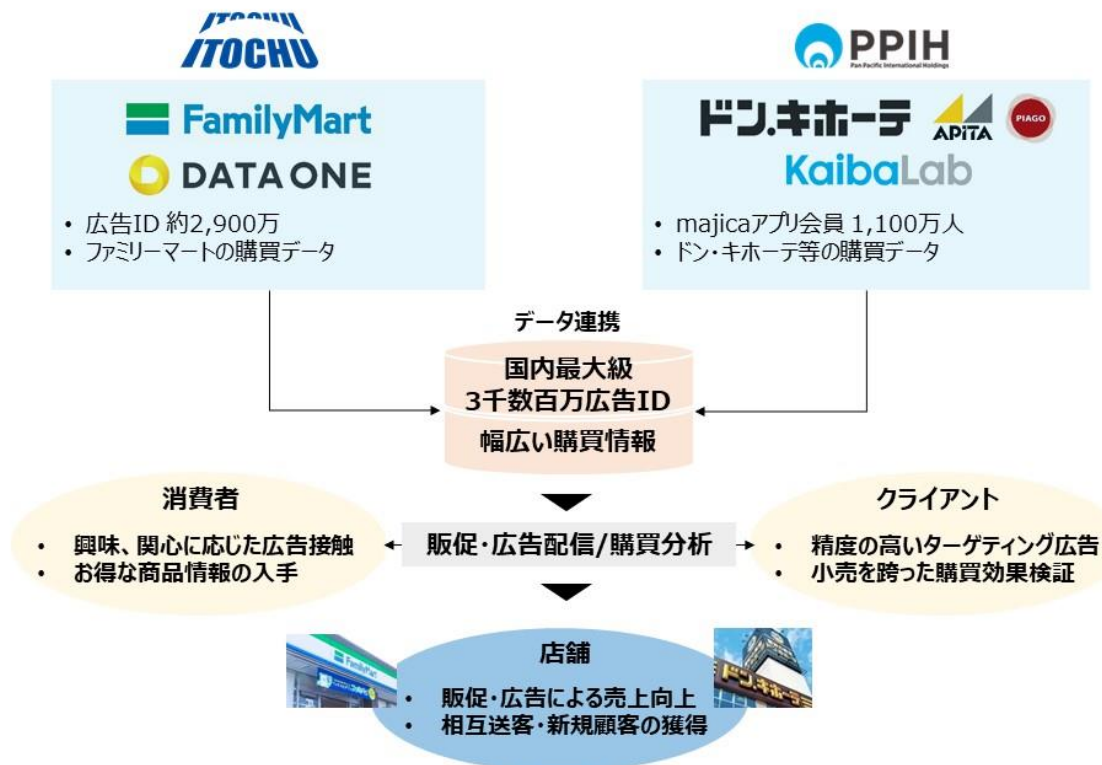 ITOCHU
ITOCHU
FamilyMart
DATA ONE
• 広告ID 約2,900万
• ファミリーマートの購買データ
PPIH
Pan Pacific International Holdings
ドン.キホーテ APiTA PIAGO
KaibaLab
• majicaアプリ会員 1,100万人
• ドン・キホーテ等の購買データ
データ連携
国内最大級
3千数百万広告ID
幅広い購買情報
消費者
• 興味、関心に応じた広告接触
• お得な商品情報の入手
販促・広告配信/購買分析
クライアント
• 精度の高いターゲティング広告
• 小売を跨った購買効果検証
FamilyMart
店舗
• 販促・広告による売上向上
• 相互送客・新規顧客の獲得
ドン.キホーテ